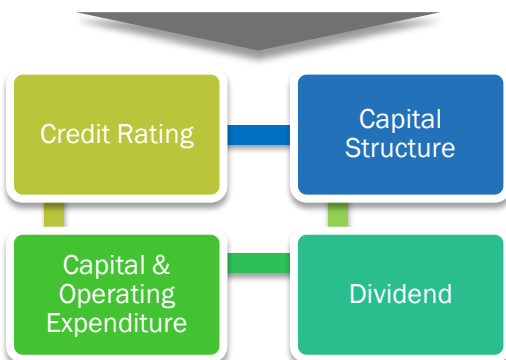 Credit Rating
Capital
Structure
Capital &
Operating
Expenditure
Dividend